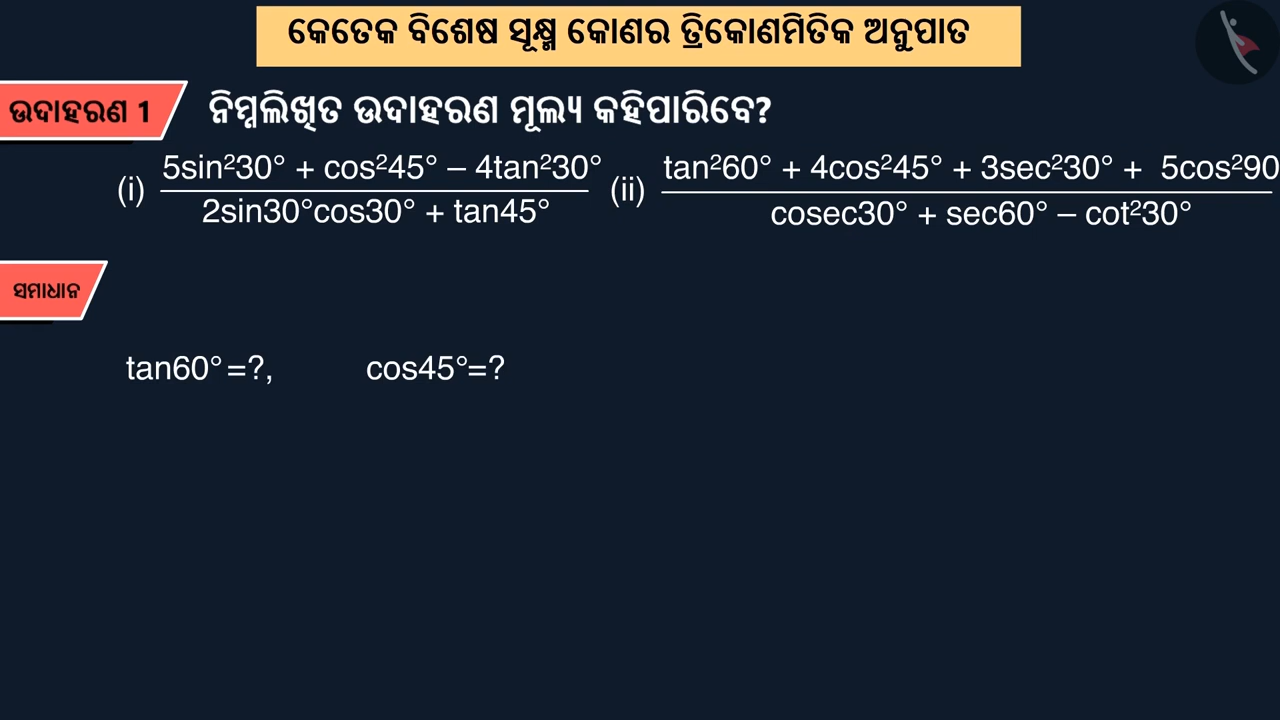 କେତେକ ବିଶେଷ ସୂକ୍ଷ୍ମ କୋଣର ତ୍ରିକୋଣମିତିକ ଅନୁପାତ
ଉଦାହରଣ 1 ନିମ୍ନଲିଖିତ ଉଦାହରଣ ମୂଲ୍ୟ କହିପାରିବେ?
(i) 5sin²30° + cos²45° – 4tan²30° / 2sin30°cos30° + tan45° (ii) tan²60° + 4cos²45° + 3sec²30° + 5cos²90 / cosec30° + sec60° – cot²30°
ସମାଧାନ
tan60°=?, cos45°=?